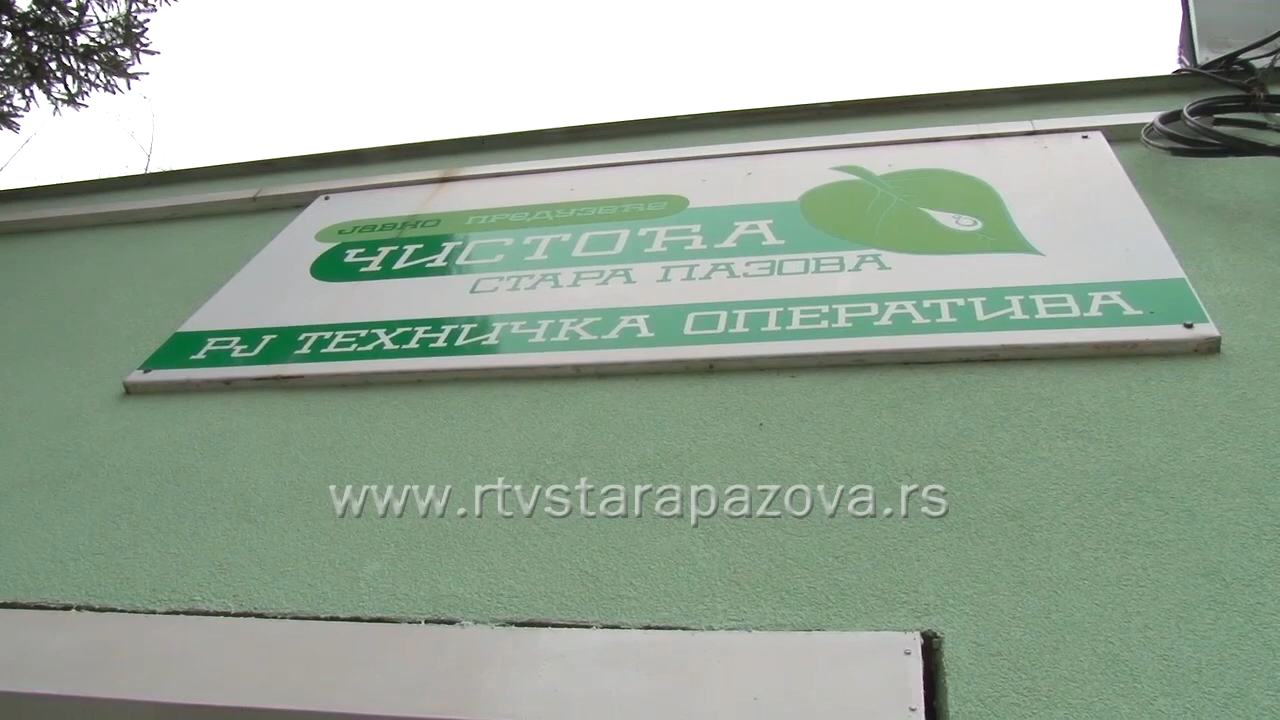 ЈАВНО ПРЕДУЗЕЋЕ
ЧИСТОЋА
СТАРА ПАЗОВА
РЈ ТЕХНИЧКА ОПЕРАТИВА
www.rtvstarapazova.rs